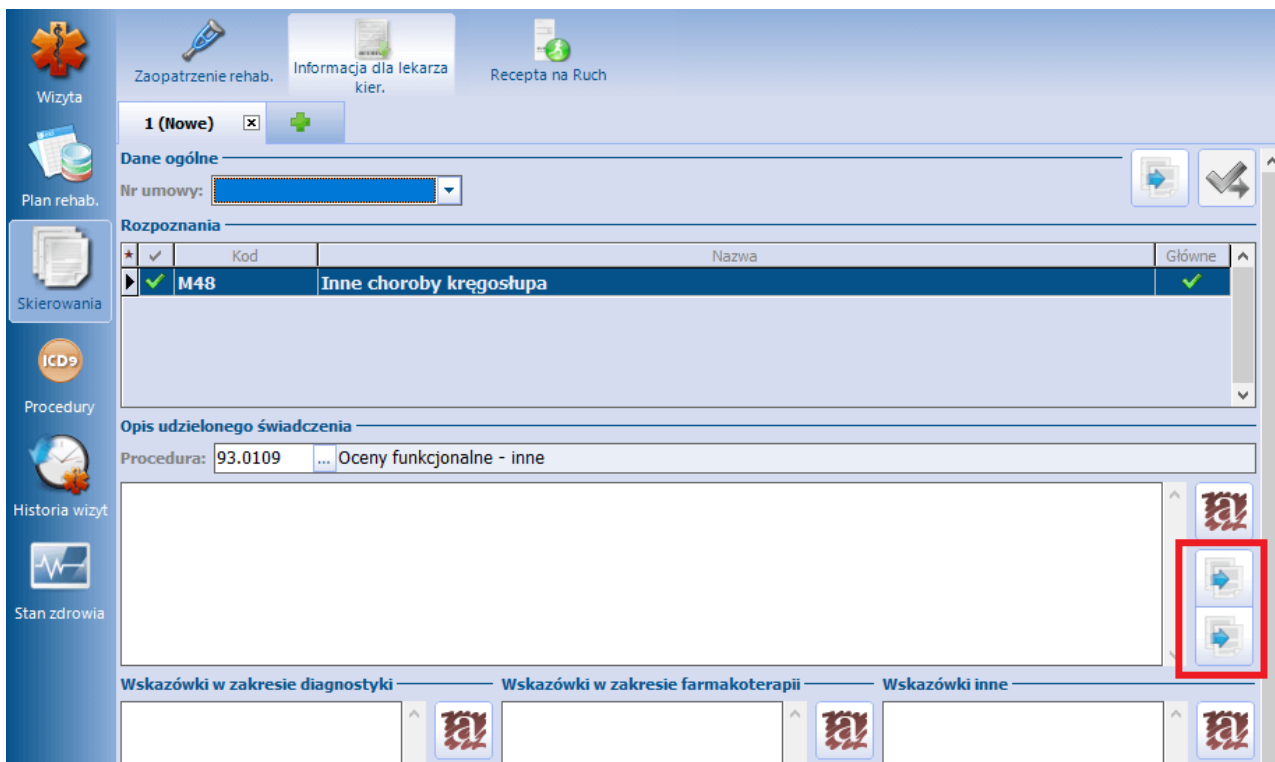 Wizyta
Plan rehab.
Skierowania
ICD9
Procedury
Historia wizyt
Stan zdrowia
Zaopatrzenie rehab.
Informacja dla lekarza
kier.
Recepta na Ruch
1 (Nowe)
Dane ogólne
Nr umowy:
Rozpoznania
Kod Nazwa Główne
M48 Inne choroby kręgosłupa
Opis udzielonego świadczenia
Procedura: 93.0109 ... Oceny funkcjonalne - inne
a
Wskazówki w zakresie diagnostyki Wskazówki w zakresie farmakoterapii Wskazówki inne
a a a